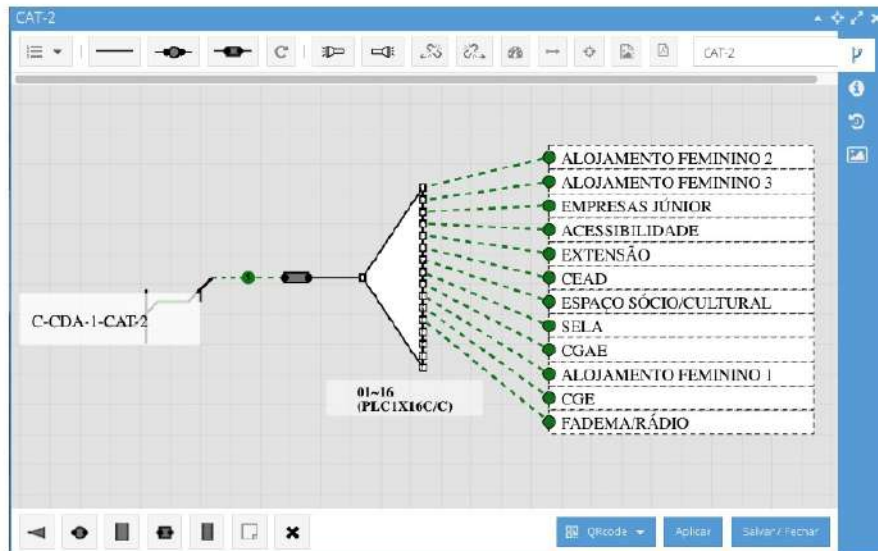 CAT-2
CAT-2
ALOJAMENTO FEMININO 2
ALOJAMENTO FEMININO 3
EMPRESAS JÚNIOR
ACESSIBILIDADE
EXTENSÃO
CEAD
ESPAÇO SÓCIO/CULTURAL
SELA
CGAE
ALOJAMENTO FEMININO 1
CGE
FADEMA/RÁDIO
C-CDA-1-CAT-2
01~16
(PLC1X16C/C)
QRcode
Aplicar
Salvar / Fechar